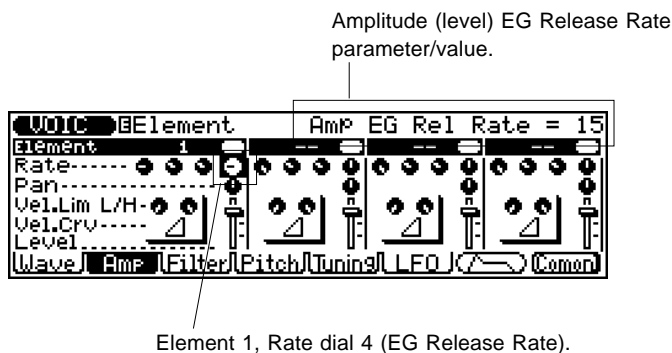 Amplitude (level) EG Release Rate
parameter/value.
VOIC E Element Amp EG Rel Rate = 15
Element 1 -- -- --
Rate------
Pan-----------------
Vel.Lim L/H-
Vel.Crv-----
Level
Wave Amp Filter Pitch Tuning LFO Comon
Element 1, Rate dial 4 (EG Release Rate).